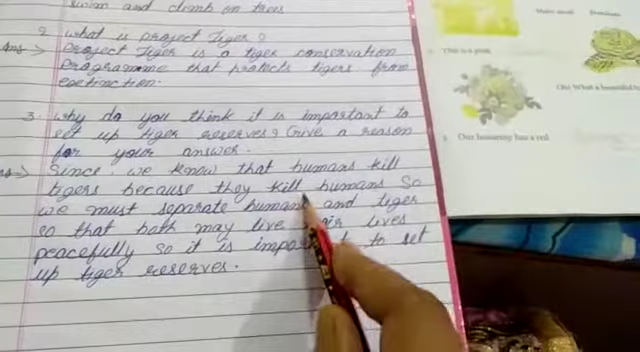 swim and climb on trees
2. what is project Tiger?
Ans → project Tiger is a tiger conservation
programme that protects tigers from
extinction.
3. why do you think it is important to
set up tiger reserves? Give a reason
for your answer.
→ Since, we know that humans kill
tigers because they kill humans So
we must separate humans and tiger
so that both may live lives
peacefully so it is to set
up tiger reserves.
This is a pink
Oh! What a beautiful
Our has a red